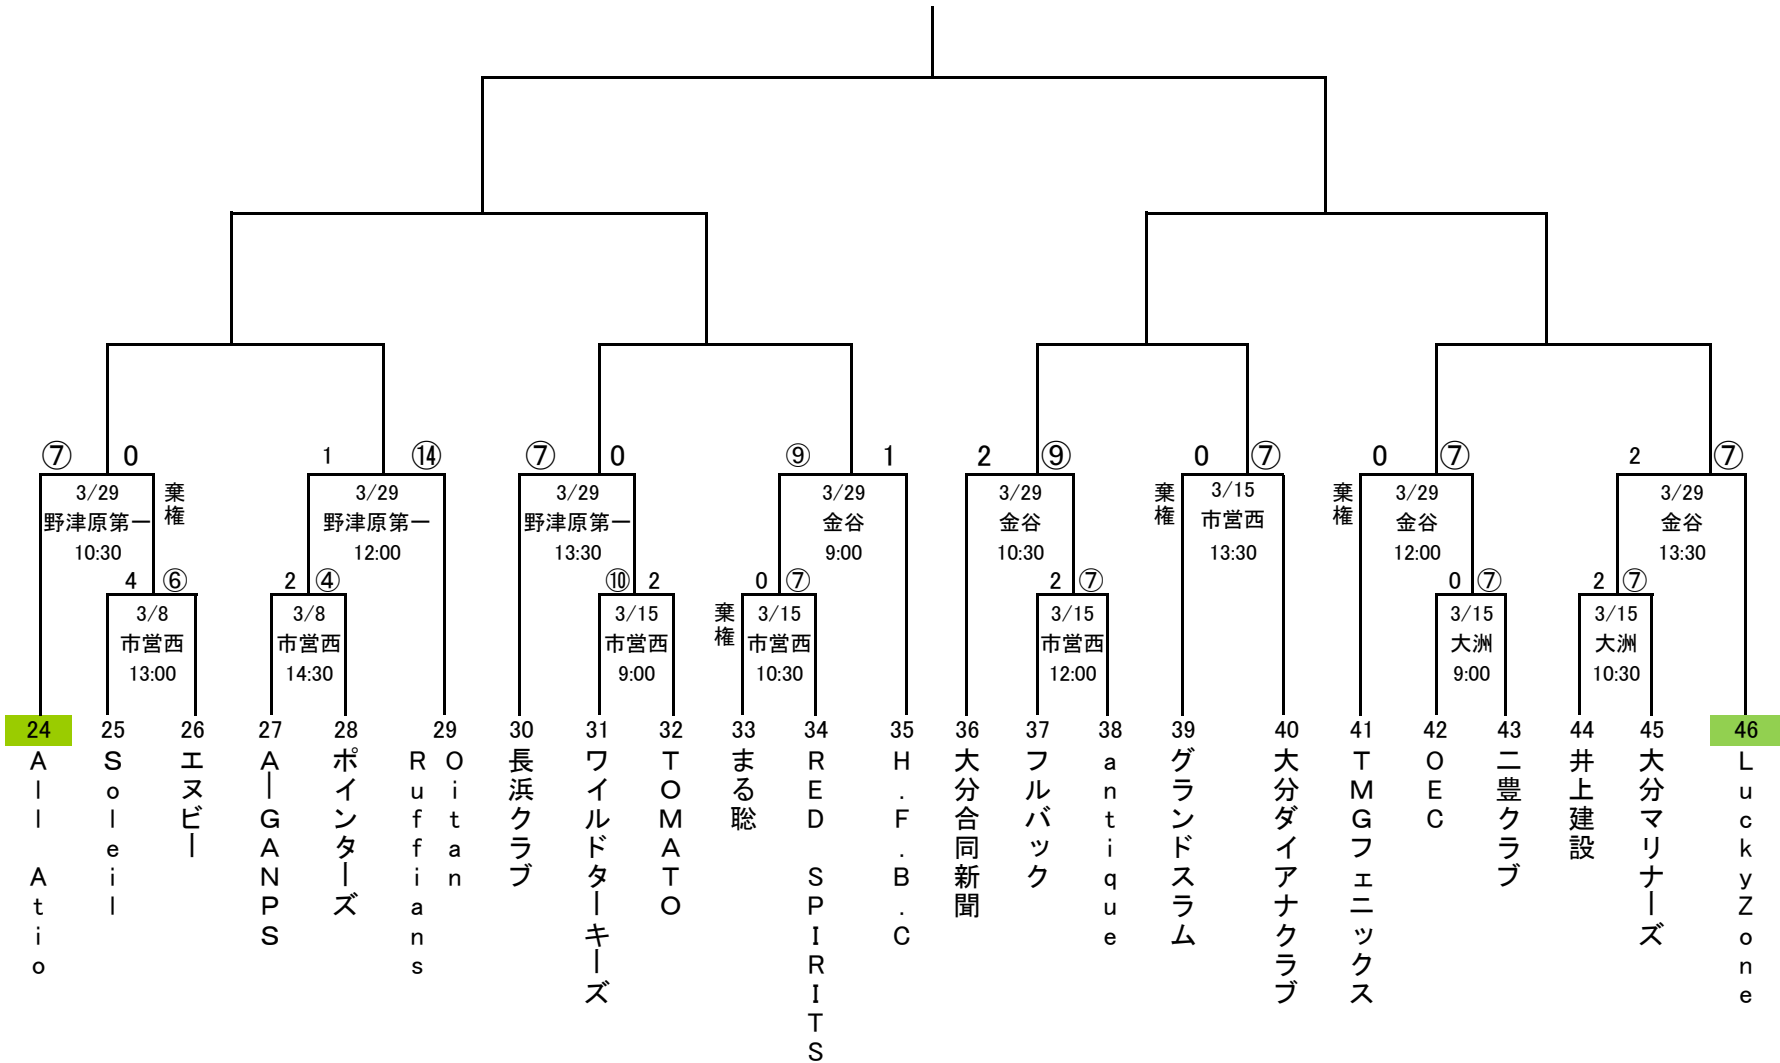 ⑦ 0 1 ⑭ ⑦ 0 ⑨ 1 2 ⑨ 0 ⑦ 0 ⑦ 2 ⑦
3/29
野津原第一
10:30
棄権
3/29
野津原第一
12:00
3/29
野津原第一
13:30
3/29
金谷
9:00
3/29
金谷
10:30
棄権
3/15
市営西
13:30
棄権
3/29
金谷
12:00
3/29
金谷
13:30
4 ⑥ 2 ④ ⑩ 2 0 ⑦ 2 ⑦ 0 ⑦ 2 ⑦
3/8
市営西
13:00
3/8
市営西
14:30
3/15
市営西
9:00
棄権
3/15
市営西
10:30
3/15
市営西
12:00
3/15
大洲
9:00
3/15
大洲
10:30
24 25 26 27 28 29 30 31 32 33 34 35 36 37 38 39 40 41 42 43 44 45 46
All Atio
Soleil
エヌビー
A－GANPS
ポインターズ
Oitan
Ruffians
長浜クラブ
ワイルドターキーズ
TOMATO
まる聡
RED SPIRITS
H.F.B.C
大分合同新聞
フルバック
antique
グランドスラム
大分ダイアナクラブ
TMGフェニックス
OEC
二豊クラブ
井上建設
大分マリナーズ
LuckyZone